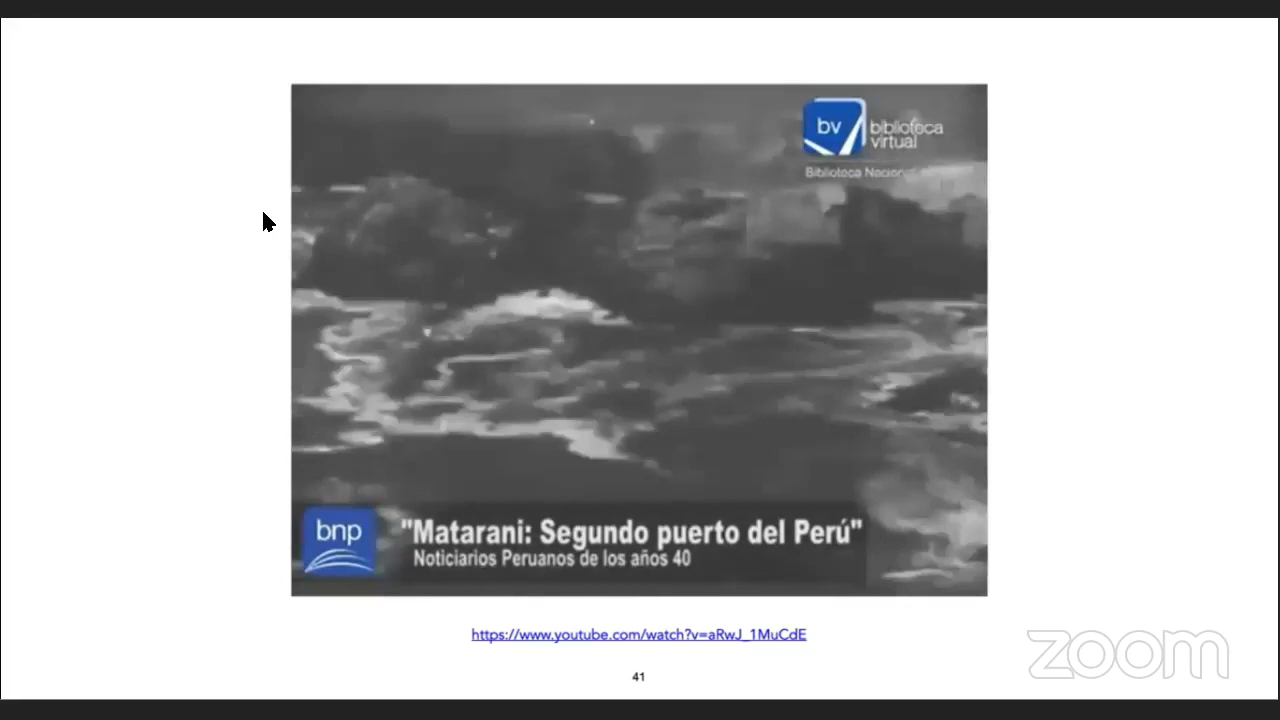 bv biblioteca
virtual
Biblioteca Nacional
bnp
"Matarani: Segundo puerto del Perú"
Noticiarios Peruanos de los años 40
https://www.youtube.com/watch?v=aRwJ_1MuCdE
41
zoom